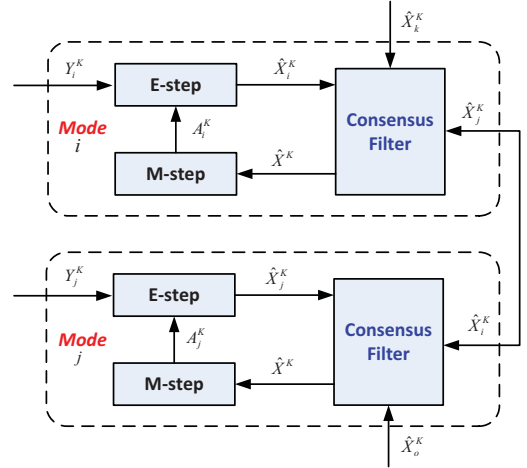 X̂_k^K
Y_i^K
E-step
X̂_i^K
Consensus
Filter
X̂_j^K
Mode
i
A_i^K
M-step
X̂^K
Y_j^K
E-step
X̂_j^K
Consensus
Filter
X̂_i^K
Mode
j
A_j^K
M-step
X̂^K
X̂_o^K